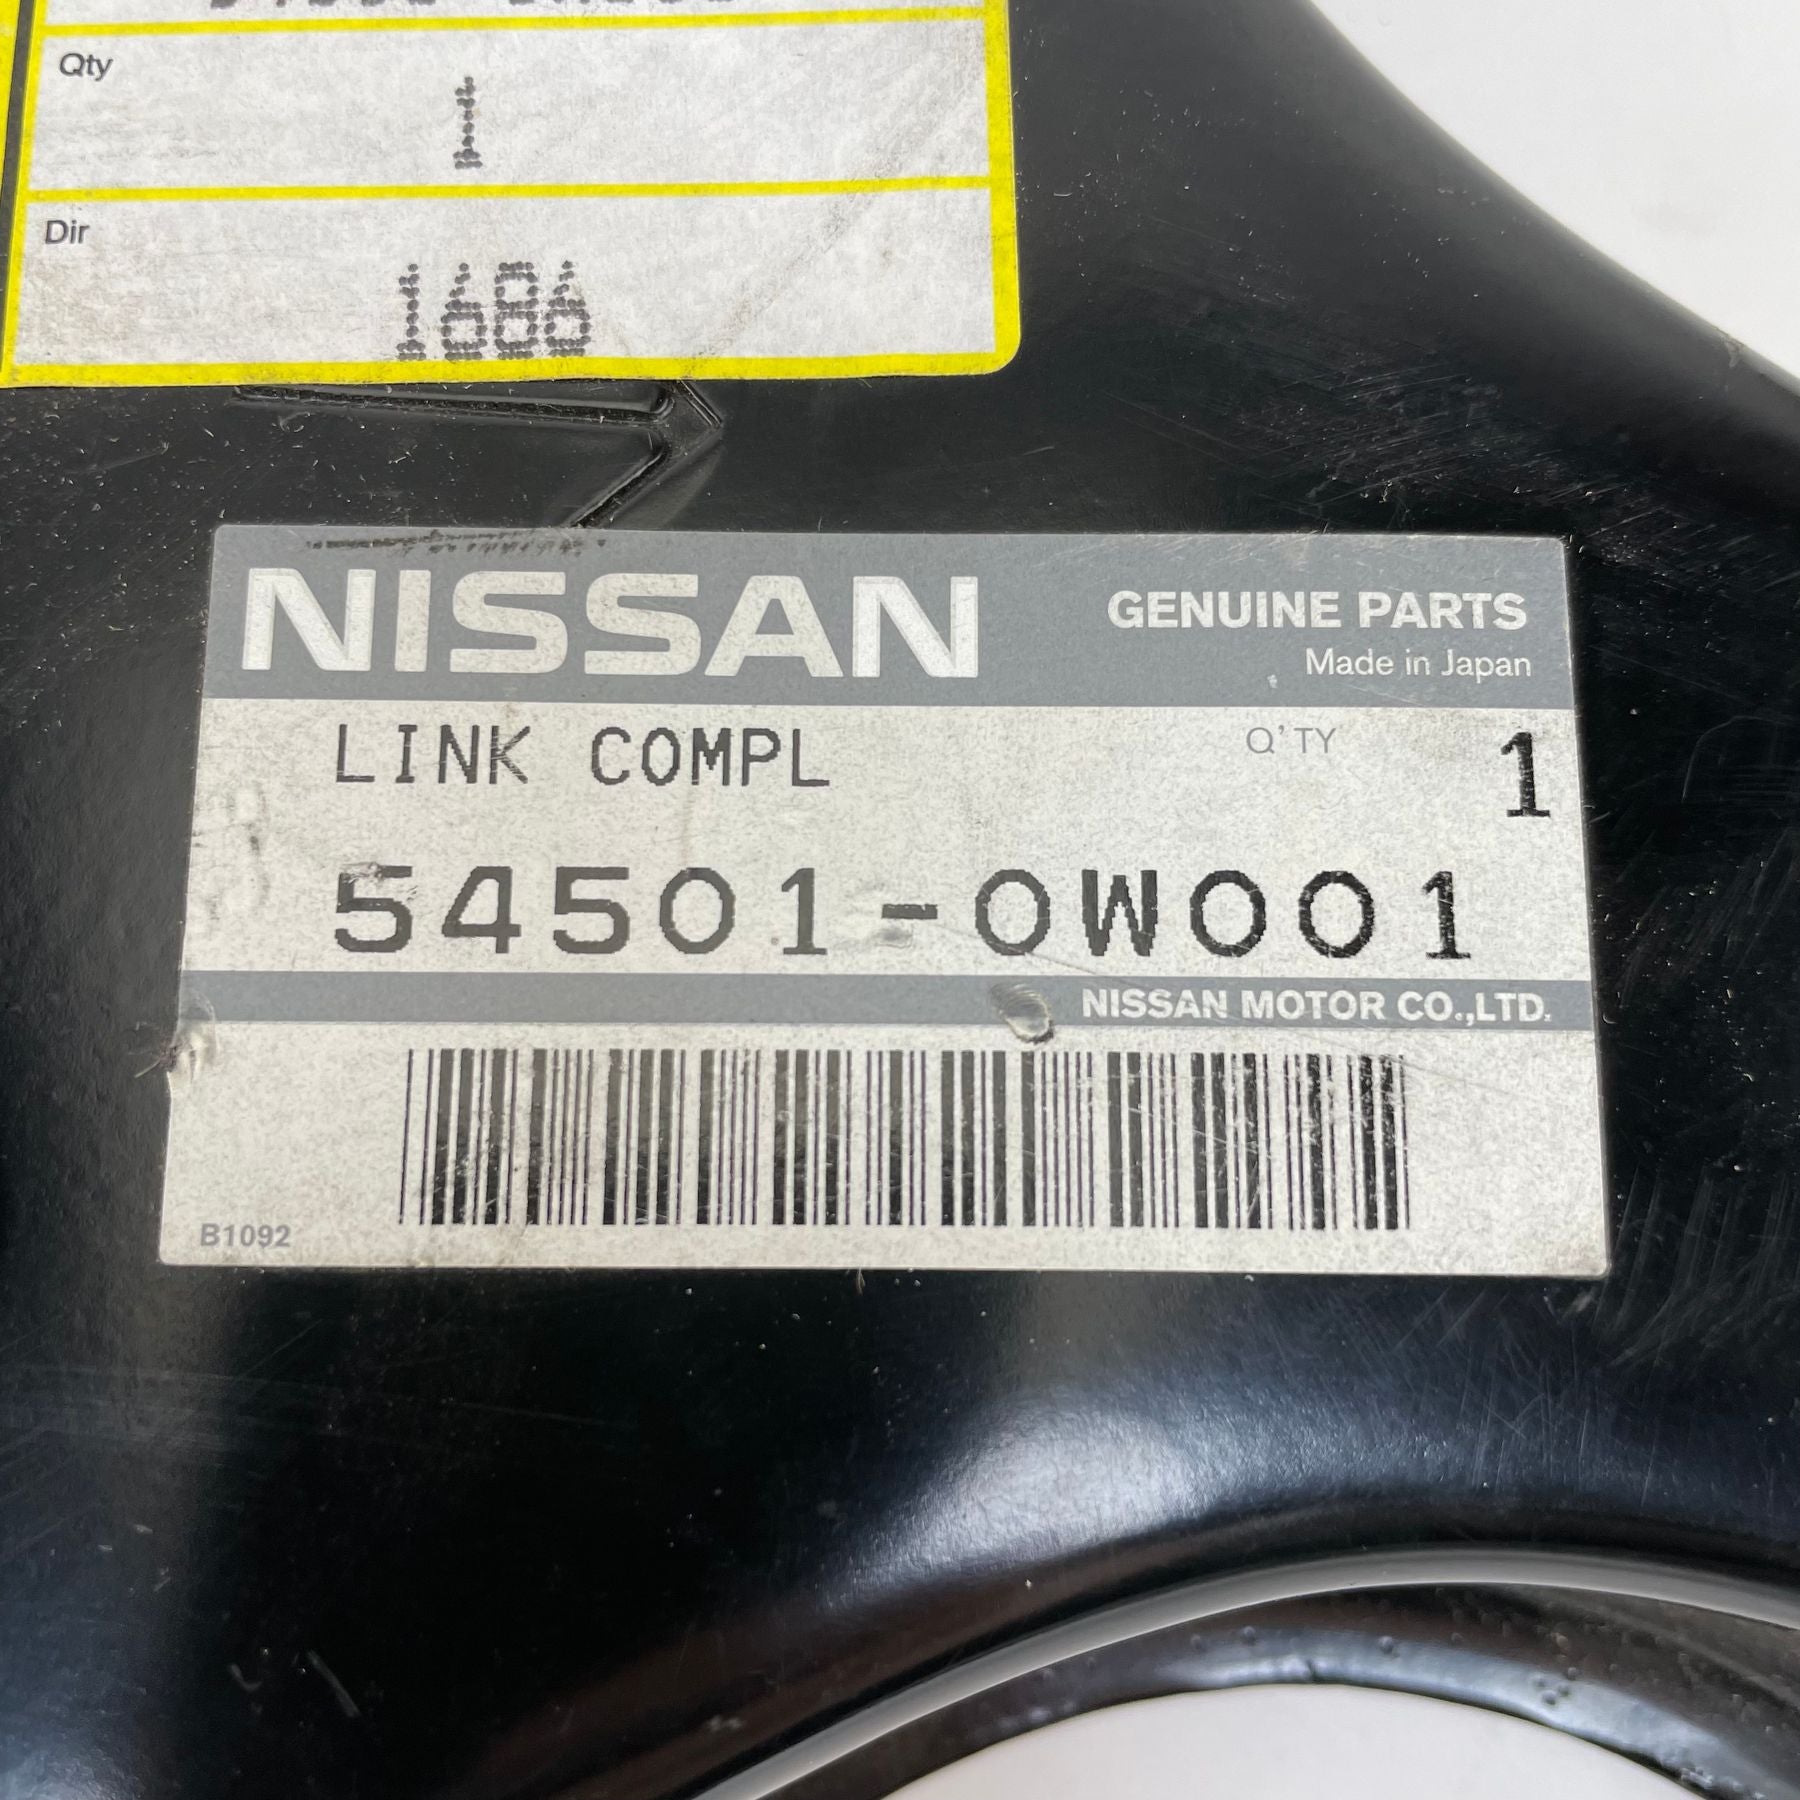 Qty
1
Dir
1686
NISSAN
GENUINE PARTS
Made in Japan
LINK COMPL
Q'TY 1
54501-0W001
NISSAN MOTOR CO.,LTD.
B1092